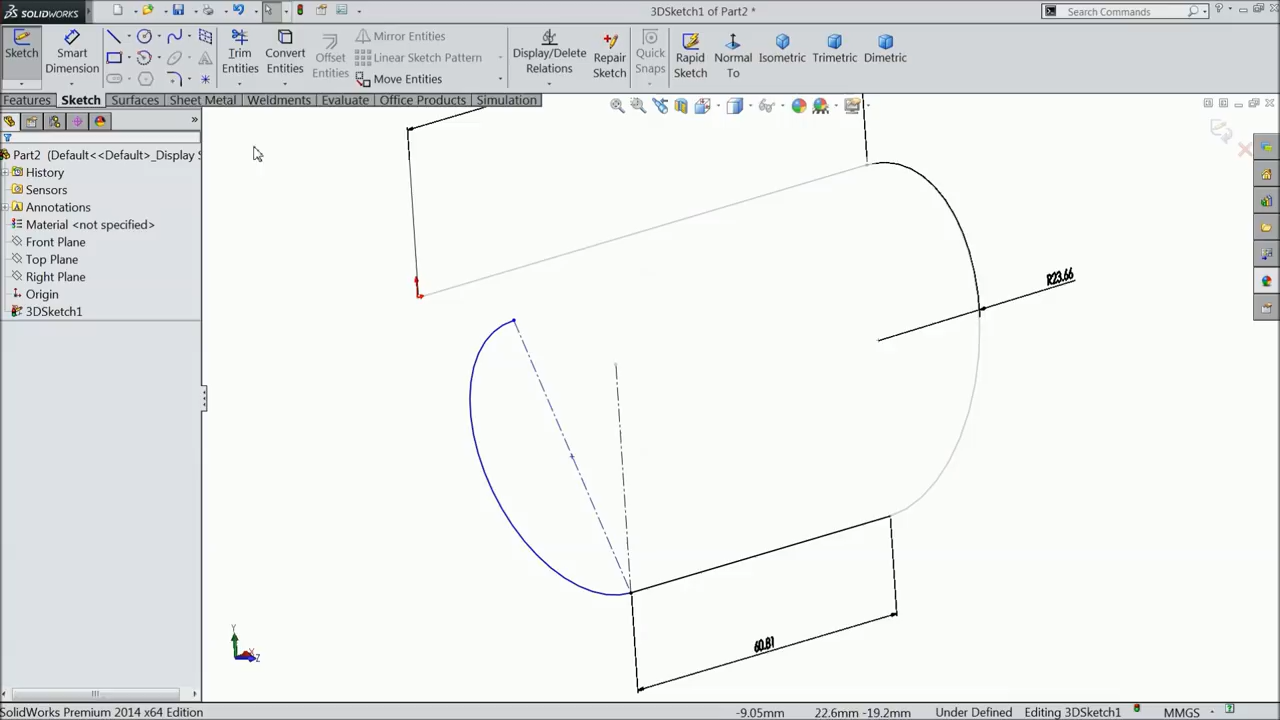 SOLIDWORKS
3DSketch1 of Part2 *
Search Commands
Sketch
Smart Dimension
Trim Entities
Convert Entities
Offset Entities
Mirror Entities
Linear Sketch Pattern
Move Entities
Display/Delete Relations
Repair Sketch
Quick Snaps
Rapid Sketch
Normal To
Isometric
Trimetric
Dimetric
Features
Sketch
Surfaces
Sheet Metal
Weldments
Evaluate
Office Products
Simulation
Part2 (Default<<Default>_Display S
History
Sensors
Annotations
Material <not specified>
Front Plane
Top Plane
Right Plane
Origin
3DSketch1
R23.66
60.81
Y
X
Z
SolidWorks Premium 2014 x64 Edition
-9.05mm
22.6mm -19.2mm
Under Defined
Editing 3DSketch1
MMGS